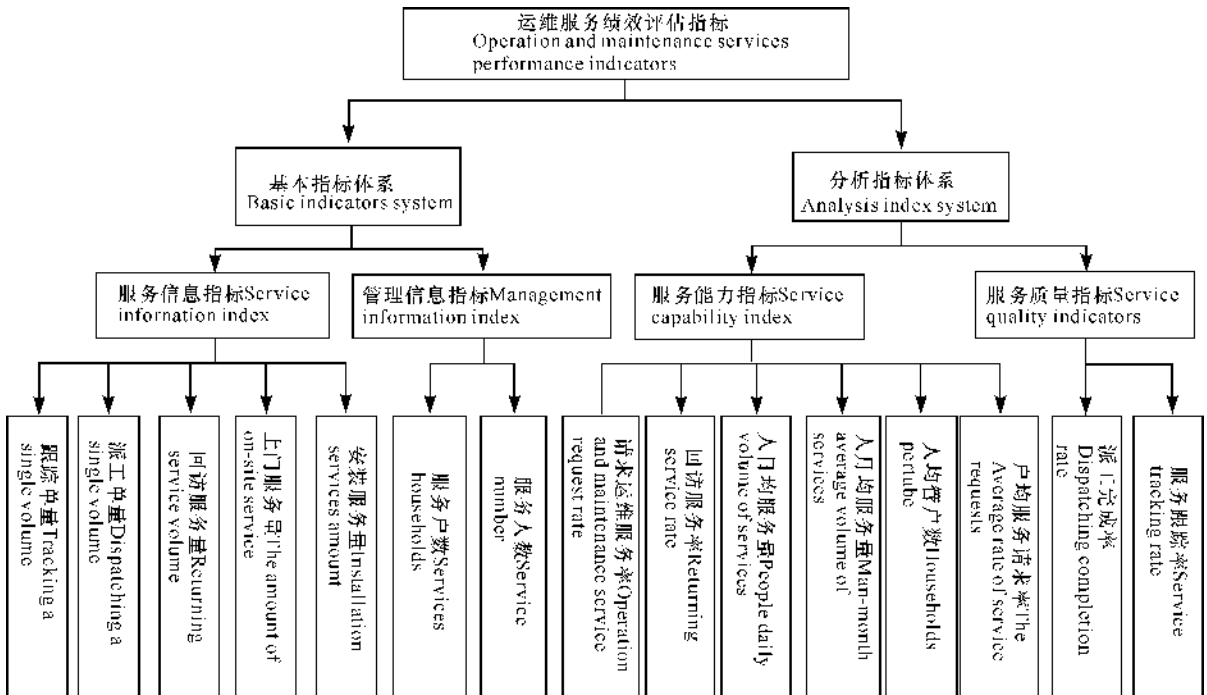 运维服务绩效评估指标
Operation and maintenance services
performance indicators
基本指标体系
Basic indicators system
分析指标体系
Analysis index system
服务信息指标Service
infornation index
管理信息指标Management
information index
服务能力指标Service
capability index
服务质量指标Service
quality indicators
跟踪单量Tracking a
single volume
派工单量Dispatching a
single volume
回访服务量Returning
service volume
上门服务量The amount of
on-site service
安装服务量Installation
services amount
服务户数Services
households
服务人数Service
number
请求运维服务率Operation
and maintonance service
request rate
回访服务率Returning
service rate
人日均服务量People daily
volume of services
人月均服务量Man-month
average volume of
services
人均管户数Households
pertube
户均服务请求率The
Average rate of service
requests
派工完成率
Dispatching completion
rate
服务跟踪率Service
tracking rate